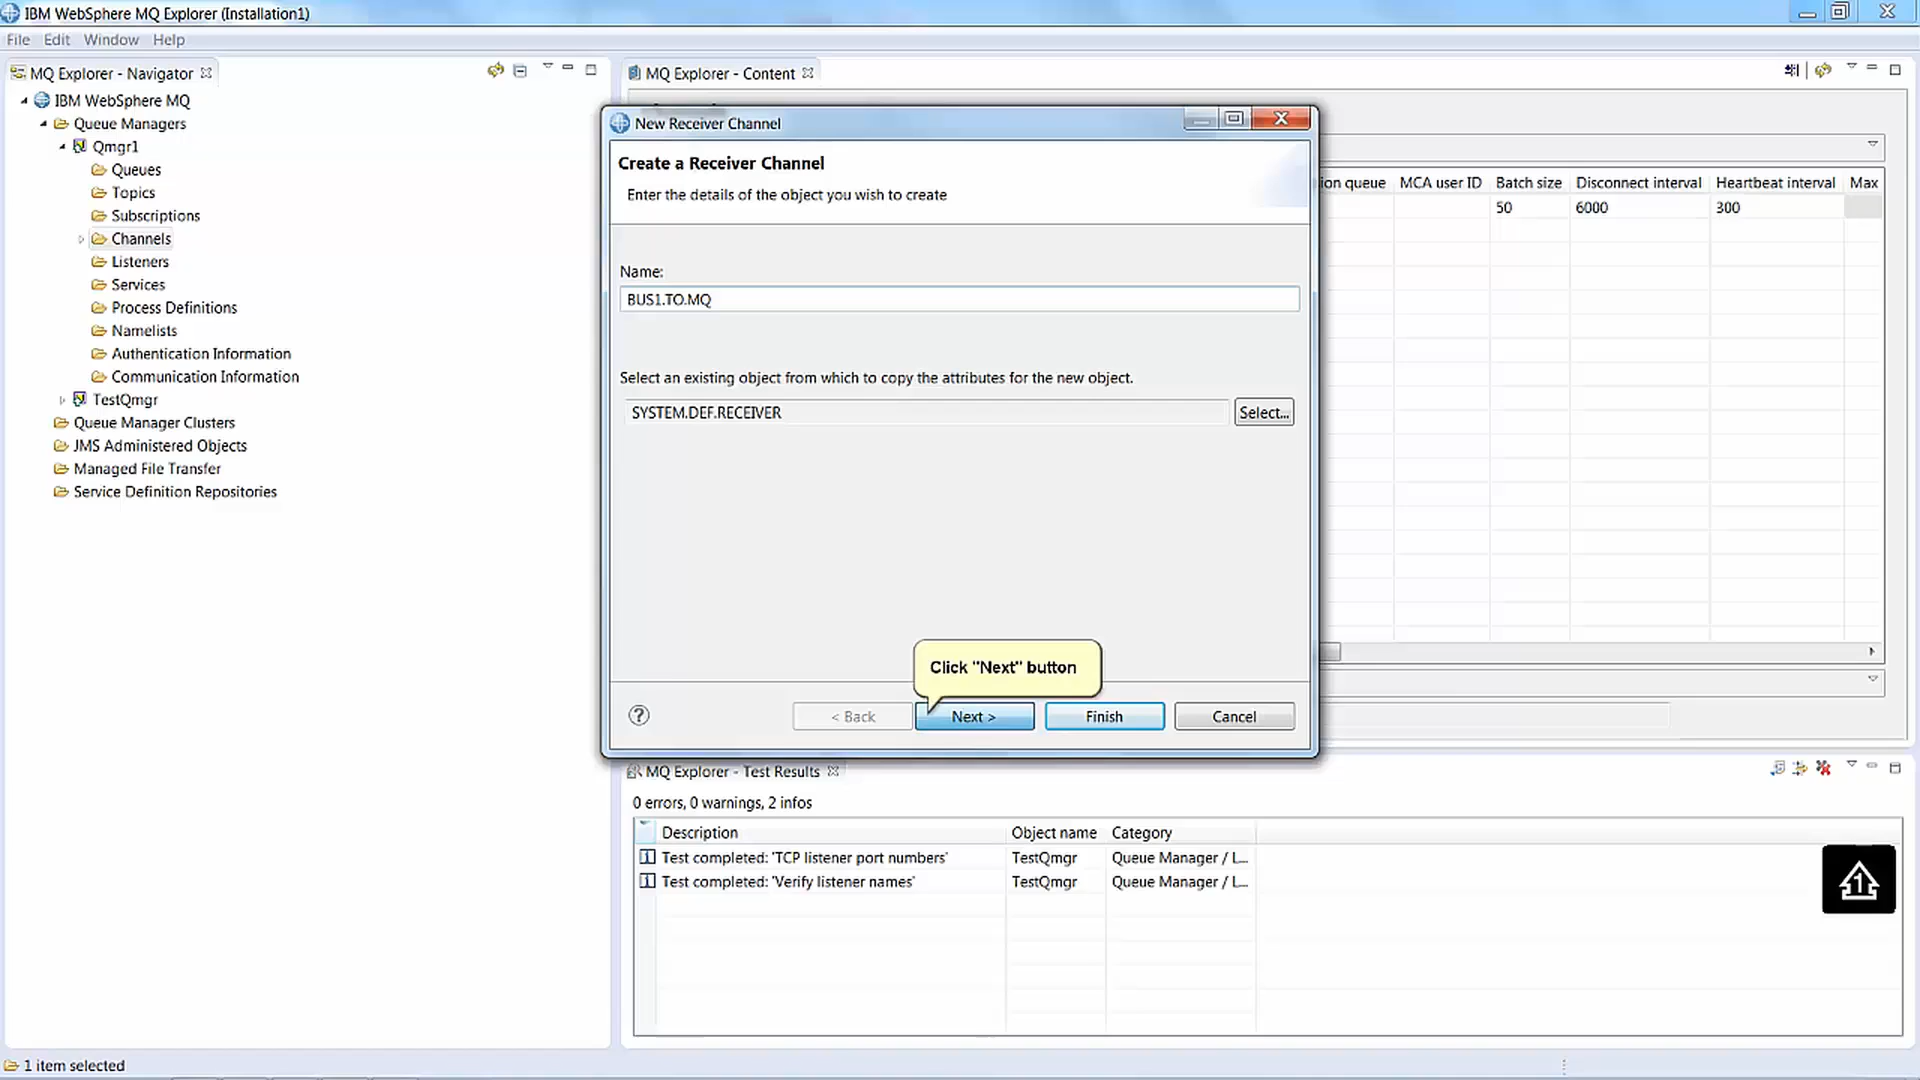 IBM WebSphere MQ Explorer (Installation1)
File Edit Window Help
MQ Explorer - Navigator
IBM WebSphere MQ
Queue Managers
Qmgr1
Queues
Topics
Subscriptions
Channels
Listeners
Services
Process Definitions
Namelists
Authentication Information
Communication Information
TestQmgr
Queue Manager Clusters
JMS Administered Objects
Managed File Transfer
Service Definition Repositories
MQ Explorer - Content
ion queue MCA user ID Batch size Disconnect interval Heartbeat interval Max
50 6000 300
New Receiver Channel
Create a Receiver Channel
Enter the details of the object you wish to create
Name:
BUS1.TO.MQ
Select an existing object from which to copy the attributes for the new object.
SYSTEM.DEF.RECEIVER Select...
Click "Next" button
? < Back Next > Finish Cancel
MQ Explorer - Test Results
0 errors, 0 warnings, 2 infos
Description Object name Category
Test completed: 'TCP listener port numbers' TestQmgr Queue Manager / L...
Test completed: 'Verify listener names' TestQmgr Queue Manager / L...
1
1 item selected